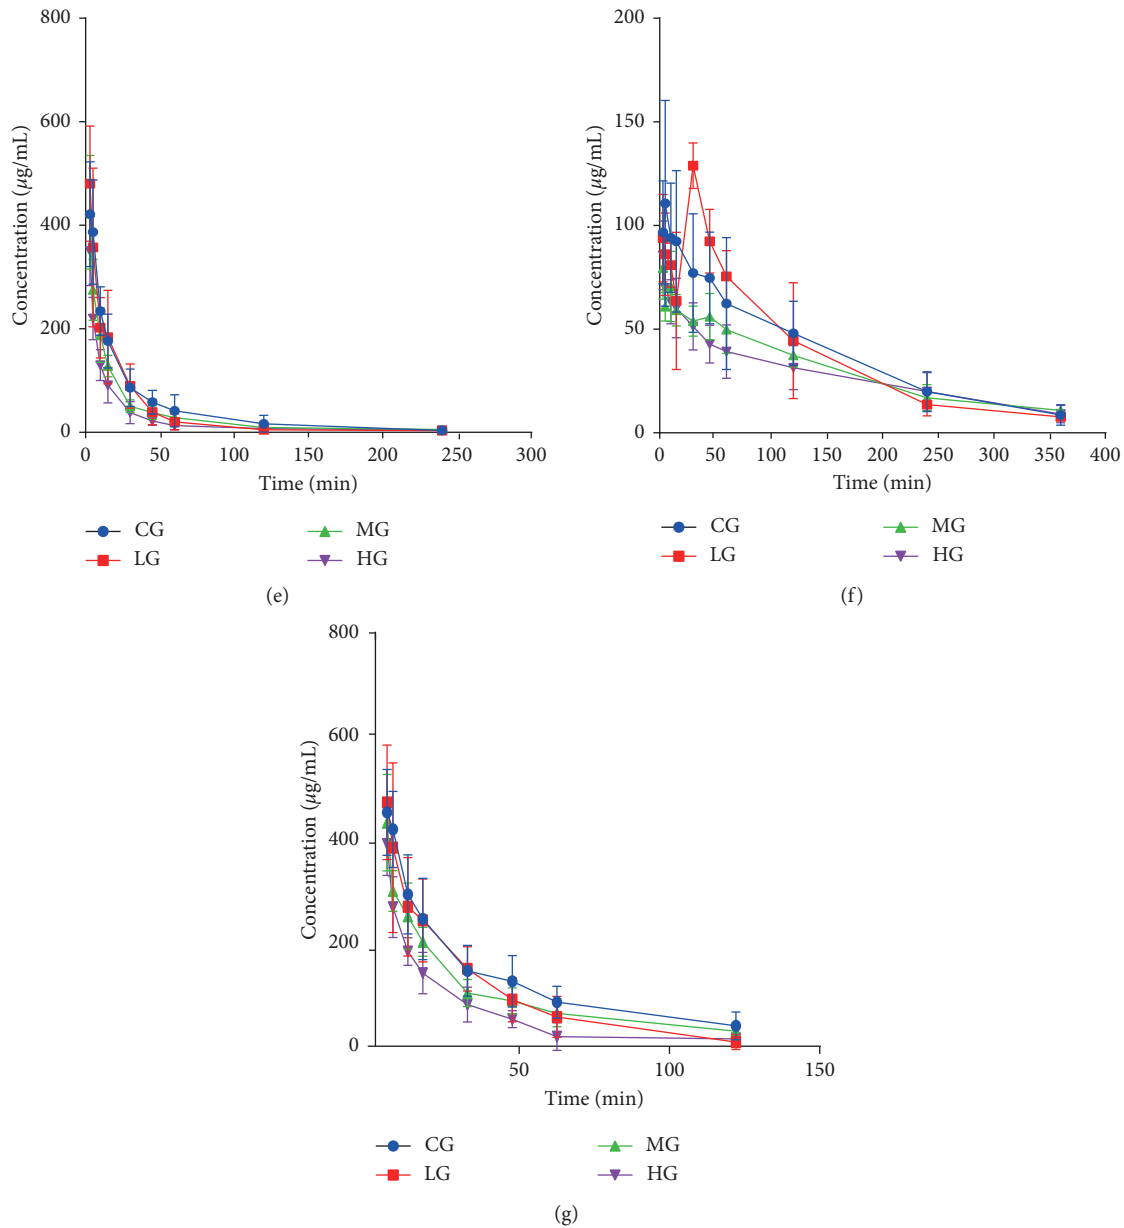 800
600
400
200
0
Concentration (μg/mL)
0 50 100 150 200 250 300
Time (min)
CG MG
LG HG
(e)
200
150
100
50
0
Concentration (μg/mL)
0 50 100 150 200 250 300 350 400
Time (min)
CG MG
LG HG
(f)
800
600
400
200
0
Concentration (μg/mL)
50 100 150
Time (min)
CG MG
LG HG
(g)